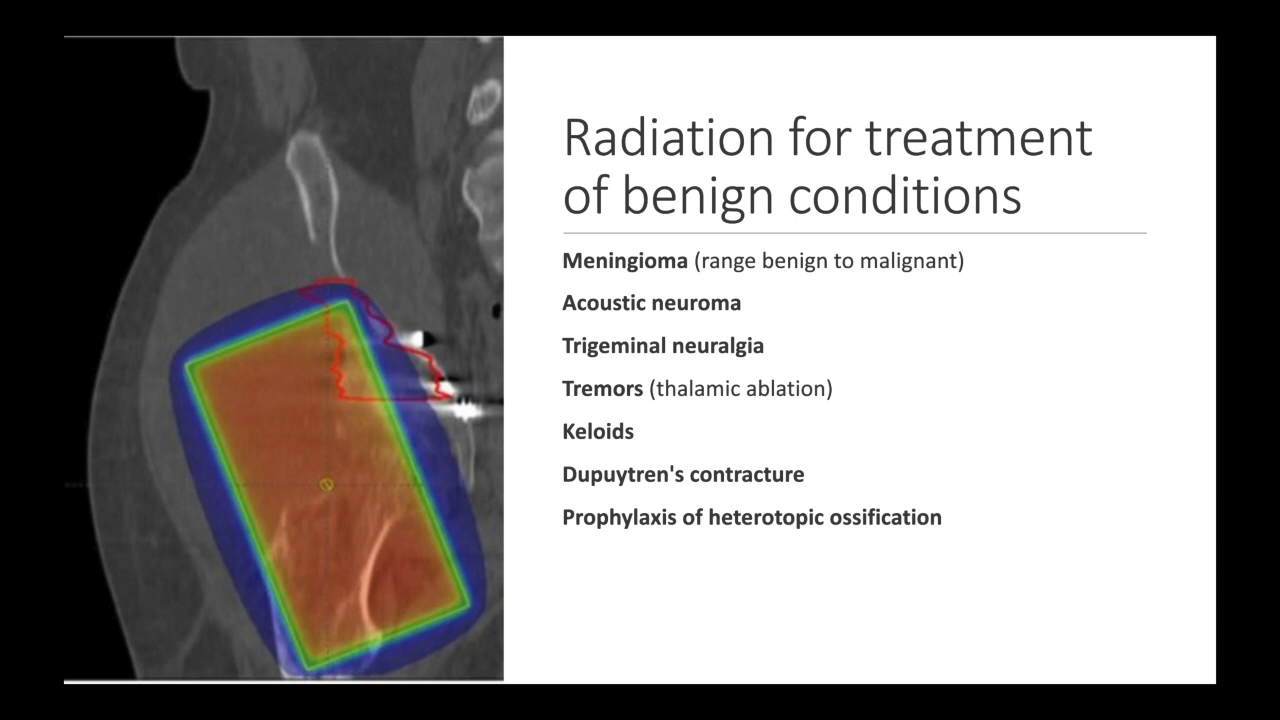 Radiation for treatment
of benign conditions
Meningioma (range benign to malignant)
Acoustic neuroma
Trigeminal neuralgia
Tremors (thalamic ablation)
Keloids
Dupuytren's contracture
Prophylaxis of heterotopic ossification